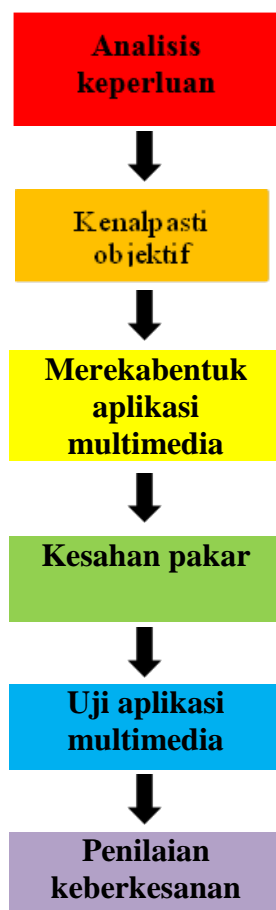 Analisis
keperluan
Kenalpasti
objektif
Merekabentuk
aplikasi
multimedia
Kesahan pakar
Uji aplikasi
multimedia
Penilaian
keberkesanan